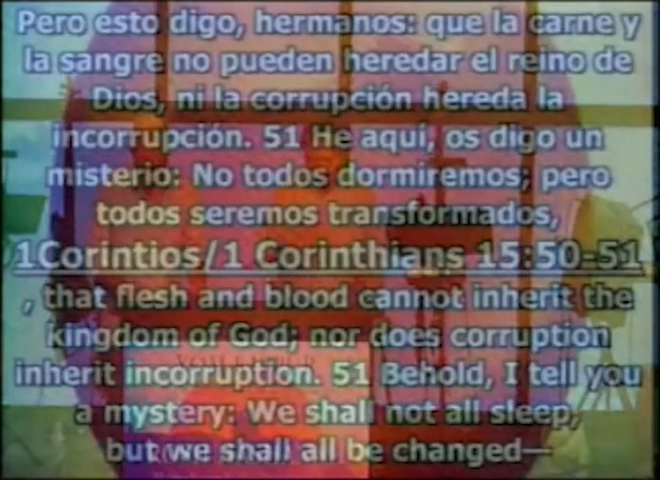 Pero esto digo, hermanos: que la carne y
la sangre no pueden heredar el reino de
Dios, ni la corrupción hereda la
incorrupción. 51 He aquí, os digo un
misterio: No todos dormiremos; pero
todos seremos transformados,
1Corintios/1 Corinthians 15:50-51
, that flesh and blood cannot inherit the
kingdom of God; nor does corruption
inherit incorruption. 51 Behold, I tell you
a mystery: We shall not all sleep,
but we shall all be changed—